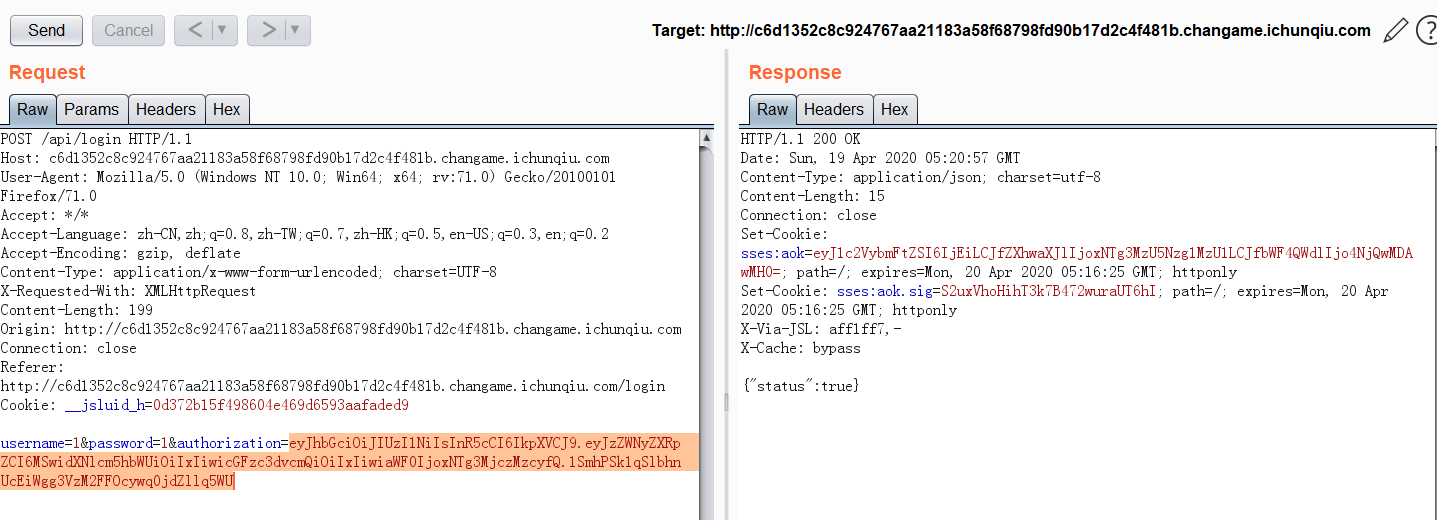 Send Cancel < > Target: http://c6d1352c8c924767aa21183a58f68798fd90b17d2c4f481b.changame.ichunqiu.com ?
Request
Raw Params Headers Hex
POST /api/login HTTP/1.1
Host: c6d1352c8c924767aa21183a58f68798fd90b17d2c4f481b.changame.ichunqiu.com
User-Agent: Mozilla/5.0 (Windows NT 10.0; Win64; x64; rv:71.0) Gecko/20100101
Firefox/71.0
Accept: */*
Accept-Language: zh-CN,zh;q=0.8,zh-TW;q=0.7,zh-HK;q=0.5,en-US;q=0.3,en;q=0.2
Accept-Encoding: gzip, deflate
Content-Type: application/x-www-form-urlencoded; charset=UTF-8
X-Requested-With: XMLHttpRequest
Content-Length: 199
Origin: http://c6d1352c8c924767aa21183a58f68798fd90b17d2c4f481b.changame.ichunqiu.com
Connection: close
Referer:
http://c6d1352c8c924767aa21183a58f68798fd90b17d2c4f481b.changame.ichunqiu.com/login
Cookie: __jsluid_h=0d372b15f498604e469d6593aafaded9
username=1&password=1&authorization=eyJhbGciOiJIUzI1NiIsInR5cCI6IkpXVCJ9.eyJzZWNyZXRp
ZCI6MSwidXNlcm5hbWUiOiIxIiwicGFzc3dvcmQiOiIxIiwiaWF0IjoxNTg3MjczMzcyfQ.1SmhPSk1qSlbhn
UcEiWgg3VzM2FFOcywq0jdZllq5WU
Response
Raw Headers Hex
HTTP/1.1 200 OK
Date: Sun, 19 Apr 2020 05:20:57 GMT
Content-Type: application/json; charset=utf-8
Content-Length: 15
Connection: close
Set-Cookie:
sses:aok=eyJ1c2VybmFtZSI6IjEiLCJfZXhwaXJlIjoxNTg3MzU5Nzg1MzU1LCJfbWF4QWdlIjo4NjQwMDA
wMH0=; path=/; expires=Mon, 20 Apr 2020 05:16:25 GMT; httponly
Set-Cookie: sses:aok.sig=S2uxVhoHihT3k7B472wuraUT6hI; path=/; expires=Mon, 20 Apr
2020 05:16:25 GMT; httponly
X-Via-JSL: aff1ff7,-
X-Cache: bypass
{"status":true}